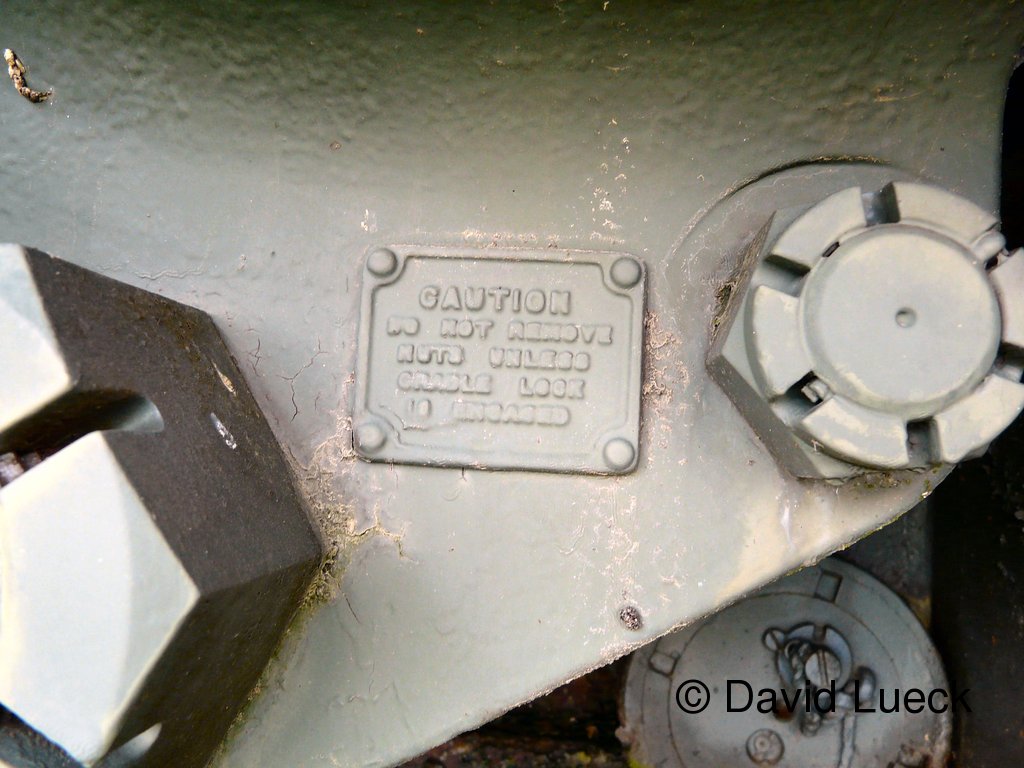 CAUTION
DO NOT REMOVE
NUTS UNLESS
CRADLE LOCK
IS ENGAGED
© David Lueck